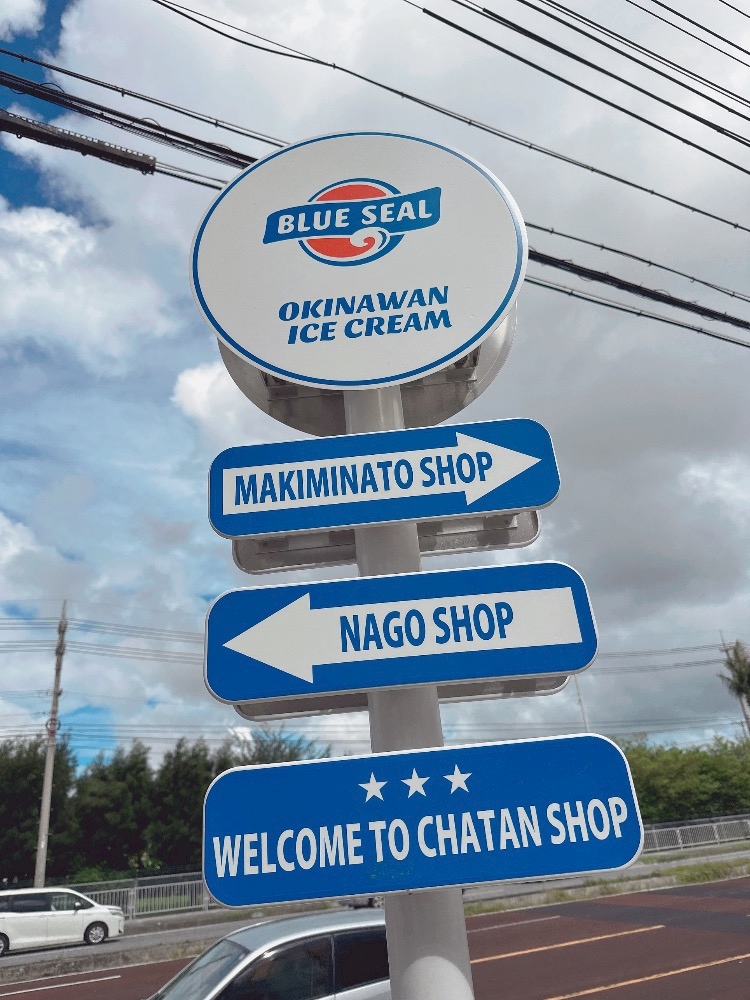 BLUE SEAL
OKINAWAN
ICE CREAM
MAKIMINATO SHOP
NAGO SHOP
WELCOME TO CHATAN SHOP